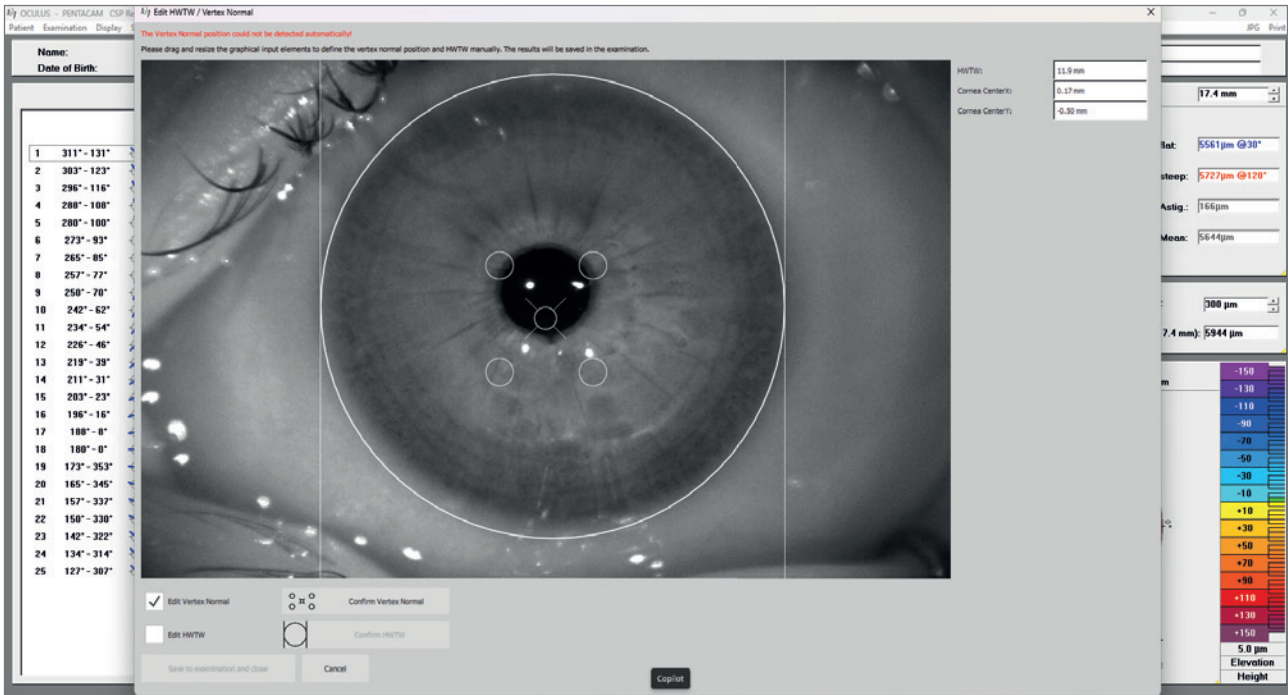 OCULUS - PENTACAM CSP Re
Edit HWTW / Vertex Normal
Patient Examination Display S
JPG Print
The Vertex Normal position could not be detected automatically!
Please drag and resize the graphical input elements to define the vertex normal position and HWTW manually. The results will be saved in the examination.
Name:
Date of Birth:
HWTW: 11.9 mm
Cornea CenterX: 0.17 mm
Cornea CenterY: -0.50 mm
17.4 mm
flat: 5561µm @30°
steep: 5727µm @120°
Astig.: 166µm
Mean: 5644µm
300 µm
7.4 mm): 5944 µm
1 311°-131°
2 303°-123°
3 296°-116°
4 288°-108°
5 280°-100°
6 273°-93°
7 265°-85°
8 257°-77°
9 250°-70°
10 242°-62°
11 234°-54°
12 226°-46°
13 219°-39°
14 211°-31°
15 203°-23°
16 196°-16°
17 188°-8°
18 180°-0°
19 173°-353°
20 165°-345°
21 157°-337°
22 150°-330°
23 142°-322°
24 134°-314°
25 127°-307°
m
-150
-130
-110
-90
-70
-50
-30
-10
+10
+30
+50
+70
+90
+110
+130
+150
5.0 µm
Elevation
Height
Edit Vertex Normal
Confirm Vertex Normal
Edit HWTW
Confirm HWTW
Save to examination and close
Cancel
Copilot